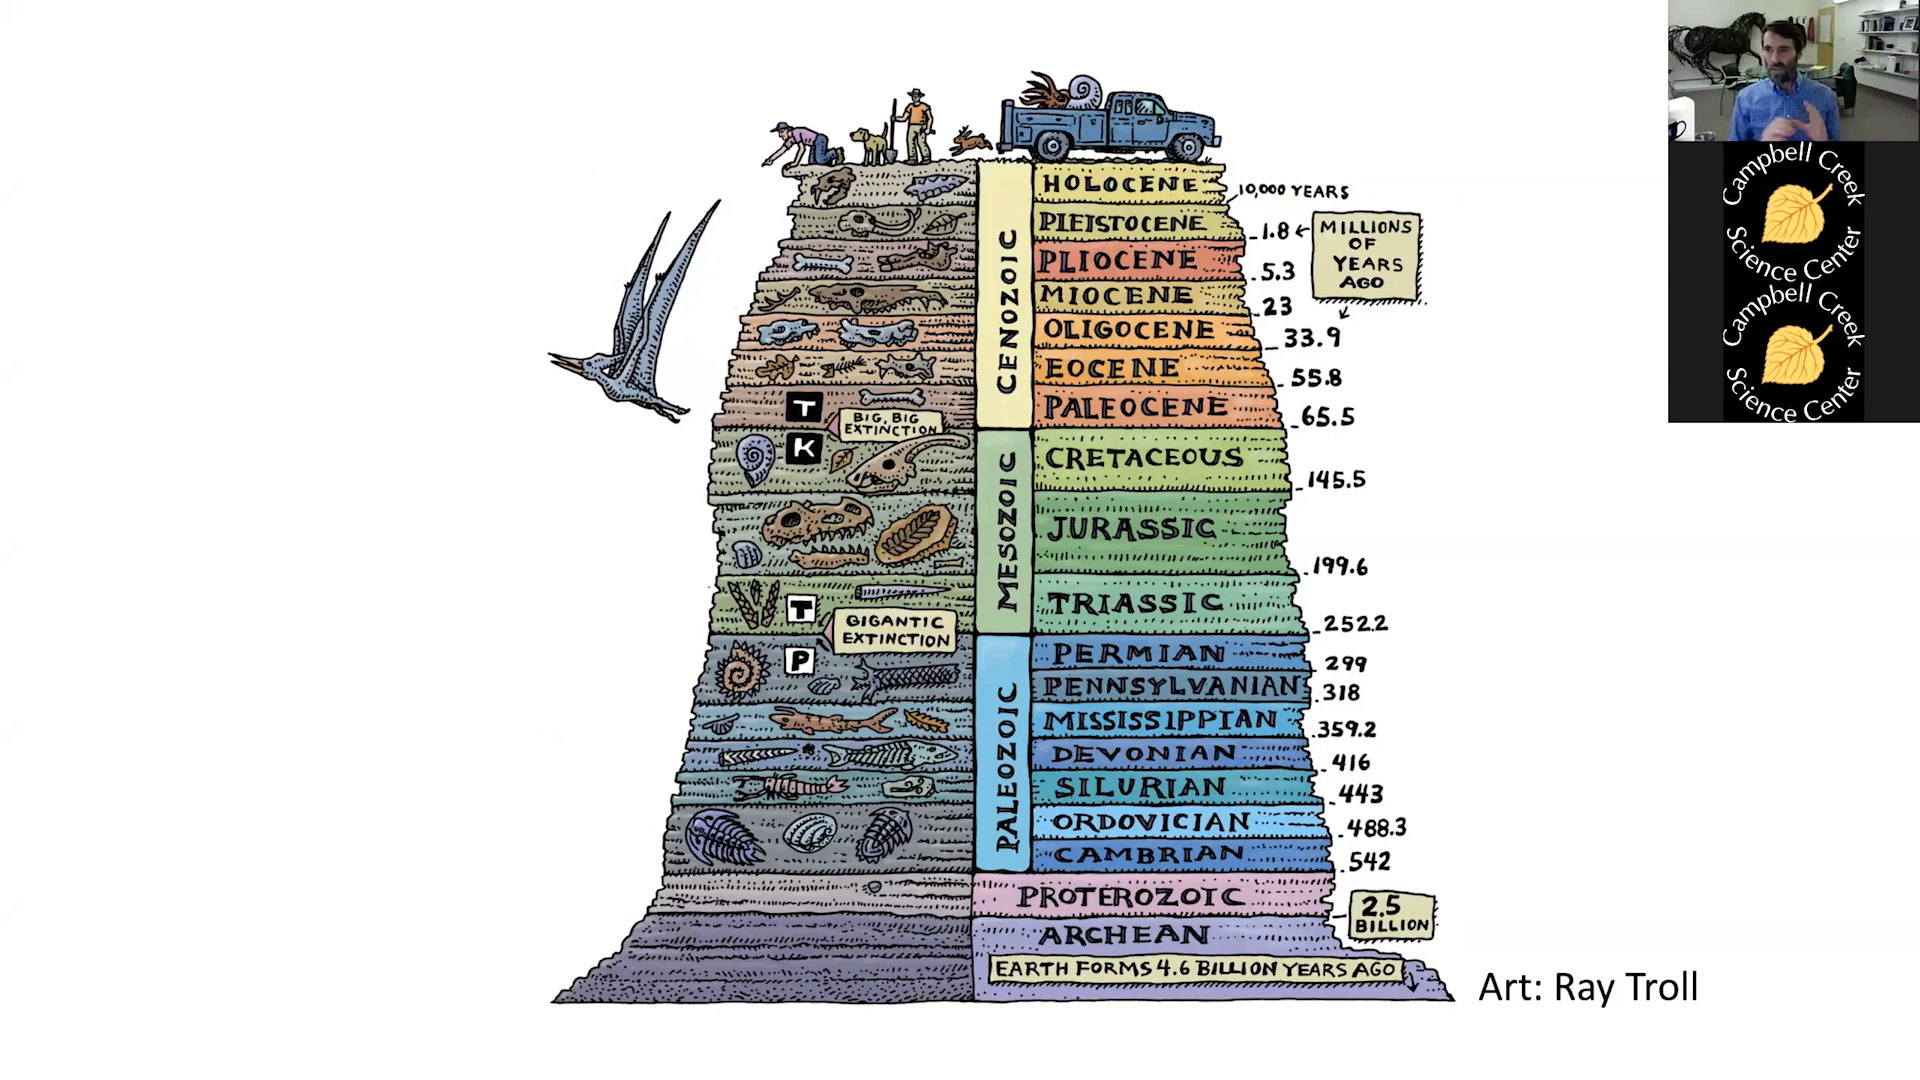 HOLOCENE
10,000 YEARS
PLEISTOCENE
1.8
MILLIONS
OF
YEARS
AGO
PLIOCENE
5.3
MIOCENE
23
OLIGOCENE
33.9
EOCENE
55.8
PALEOCENE
65.5
CENOZOIC
T
BIG, BIG
EXTINCTION
K
CRETACEOUS
145.5
JURASSIC
199.6
TRIASSIC
252.2
MESOZOIC
T
GIGANTIC
EXTINCTION
P
PERMIAN
299
PENNSYLVANIAN
318
MISSISSIPPIAN
359.2
DEVONIAN
416
SILURIAN
443
ORDOVICIAN
488.3
CAMBRIAN
542
PALEOZOIC
PROTEROZOIC
2.5
BILLION
ARCHEAN
EARTH FORMS 4.6 BILLION YEARS AGO
Art: Ray Troll
Campbell Creek
Science Center
Campbell Creek
Science Center